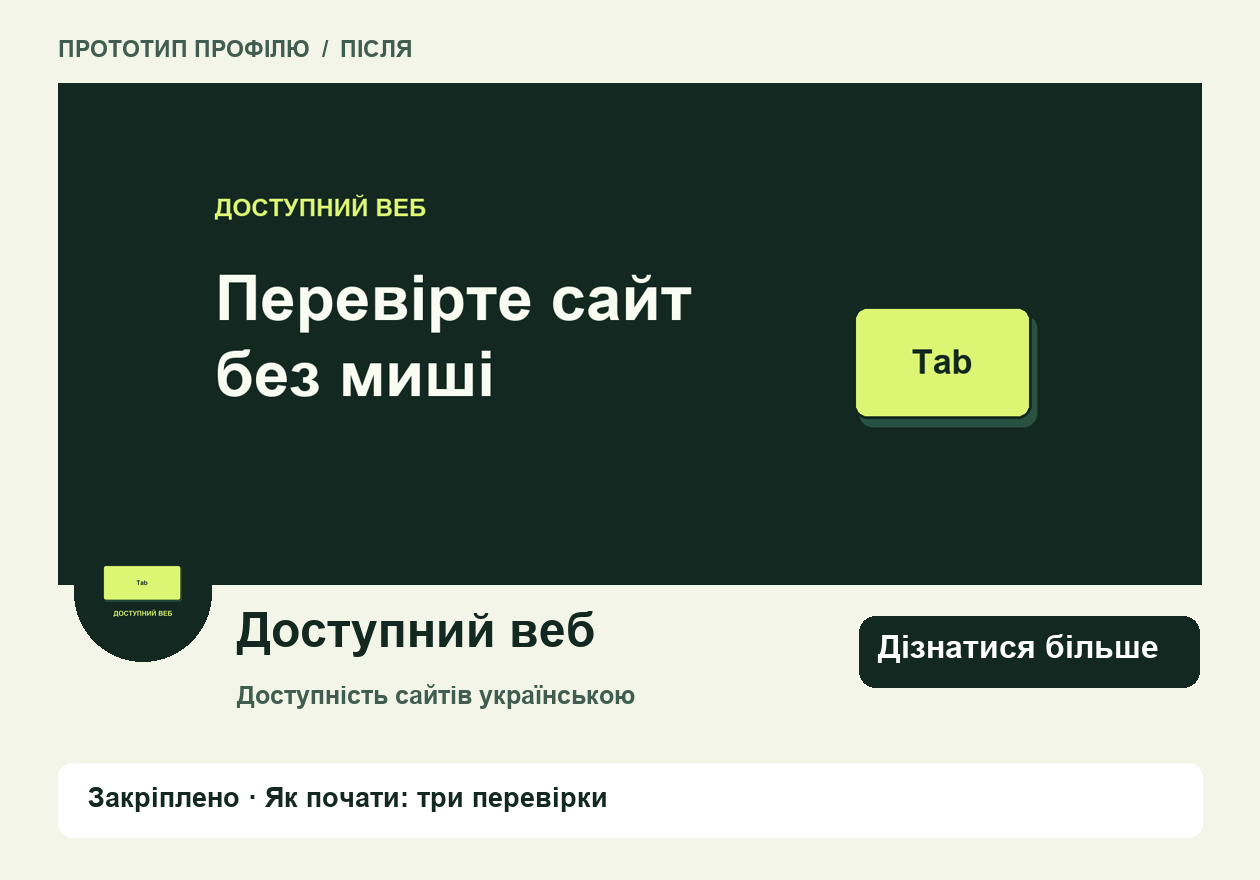 ПРОТОТИП ПРОФІЛЮ / ПІСЛЯ
ДОСТУПНИЙ ВЕБ
Перевірте сайт
без миші
Tab
Tab
ДОСТУПНИЙ ВЕБ
Доступний веб
Доступність сайтів українською
Дізнатися більше
Закріплено · Як почати: три перевірки